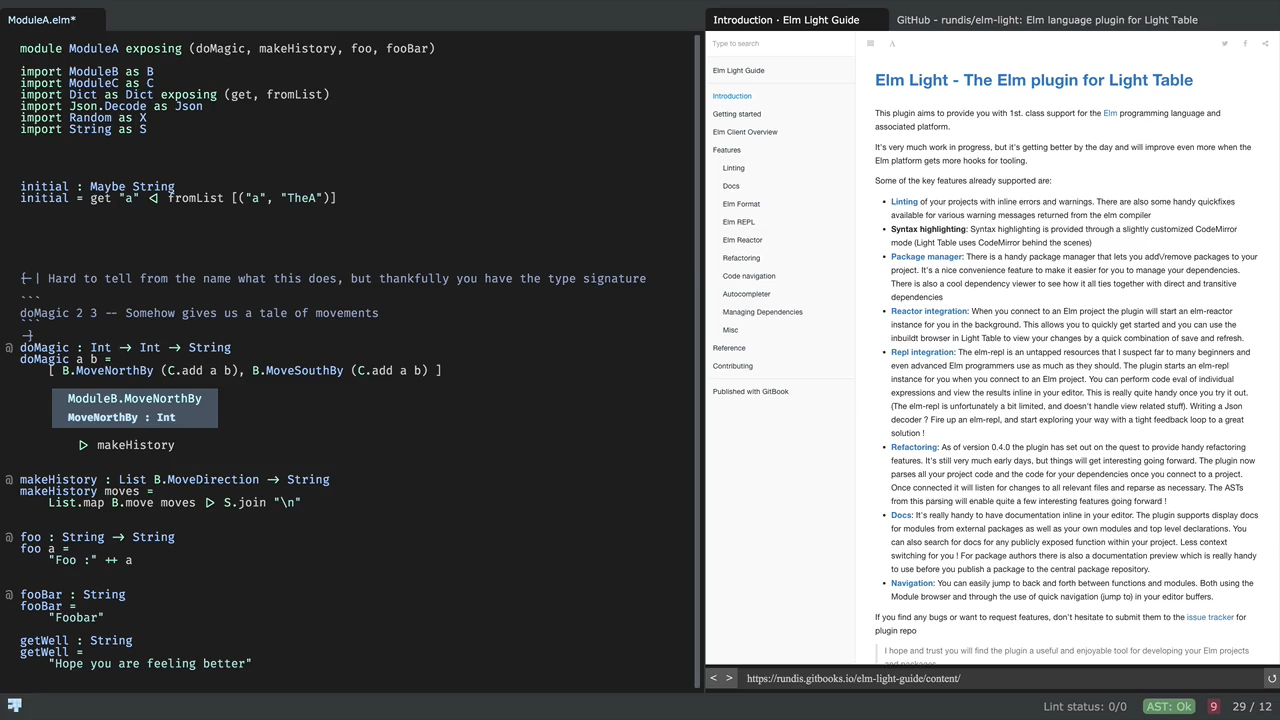 ModuleA.elm*
module ModuleA exposing (doMagic, makeHistory, foo, fooBar)
import ModuleB as B
import ModuleC as C
import Dict as Dict exposing (get, fromList)
import Json.Decode as Json
import Random as X
import String as S
initial : Maybe String
initial = get "a" <| fromList [("a", "TheA")]
Hard to tell from the name what this does, but thankfully you have the type signature
```
doMagic 2 3 -- Somehow gives us a tale of movements
```
-}
@ doMagic : Int -> Int -> String
doMagic a b =
[ B.MoveNorthBy (C.add a b), B.MoveSouthBy (C.add a b) ]
ModuleB.MoveNorthBy
MoveNorthBy : Int
|> makeHistory
@ makeHistory : List B.MoveAction -> String
makeHistory moves =
List.map B.move moves |> S.join "\n"
@ foo : String -> String
foo a =
"Foo :" ++ a
@ fooBar : String
fooBar =
"Foobar"
getWell : String
getWell =
"Hope you are feeling better"
Introduction · Elm Light Guide
GitHub - rundis/elm-light: Elm language plugin for Light Table
Type to search
Elm Light Guide
Introduction
Getting started
Elm Client Overview
Features
Linting
Docs
Elm Format
Elm REPL
Elm Reactor
Refactoring
Code navigation
Autocompleter
Managing Dependencies
Misc
Reference
Contributing
Published with GitBook
A
Elm Light - The Elm plugin for Light Table
This plugin aims to provide you with 1st. class support for the Elm programming language and
associated platform.
It's very much work in progress, but it's getting better by the day and will improve even more when the
Elm platform gets more hooks for tooling.
Some of the key features already supported are:
• Linting of your projects with inline errors and warnings. There are also some handy quickfixes
available for various warning messages returned from the elm compiler
• Syntax highlighting: Syntax highlighting is provided through a slightly customized CodeMirror
mode (Light Table uses CodeMirror behind the scenes)
• Package manager: There is a handy package manager that lets you add\/remove packages to your
project. It's a nice convenience feature to make it easier for you to manage your dependencies.
There is also a cool dependency viewer to see how it all ties together with direct and transitive
dependencies
• Reactor integration: When you connect to an Elm project the plugin will start an elm-reactor
instance for you in the background. This allows you to quickly get started and you can use the
inbuildt browser in Light Table to view your changes by a quick combination of save and refresh.
• Repl integration: The elm-repl is an untapped resources that I suspect far to many beginners and
even advanced Elm programmers use as much as they should. The plugin starts an elm-repl
instance for you when you connect to an Elm project. You can perform code eval of individual
expressions and view the results inline in your editor. This is really quite handy once you try it out.
(The elm-repl is unfortunately a bit limited, and doesn't handle view related stuff). Writing a Json
decoder ? Fire up an elm-repl, and start exploring your way with a tight feedback loop to a great
solution !
• Refactoring: As of version 0.4.0 the plugin has set out on the quest to provide handy refactoring
features. It's still very much early days, but things will get interesting going forward. The plugin now
parses all your project code and the code for your dependencies once you connect to a project.
Once connected it will listen for changes to all relevant files and reparse as necessary. The ASTs
from this parsing will enable quite a few interesting features going forward !
• Docs: It's really handy to have documentation inline in your editor. The plugin supports display docs
for modules from external packages as well as your own modules and top level declarations. You
can also search for docs for any publicly exposed function within your project. Less context
switching for you ! For package authors there is also a documentation preview which is really handy
to use before you publish a package to the central package repository.
• Navigation: You can easily jump to back and forth between functions and modules. Both using the
Module browser and through the use of quick navigation (jump to) in your editor buffers.
If you find any bugs or want to request features, don't hesitate to submit them to the issue tracker for
plugin repo
I hope and trust you will find the plugin a useful and enjoyable tool for developing your Elm projects
and packages
< > https://rundis.gitbooks.io/elm-light-guide/content/
Lint status: 0/0 AST: Ok 9 29 / 12